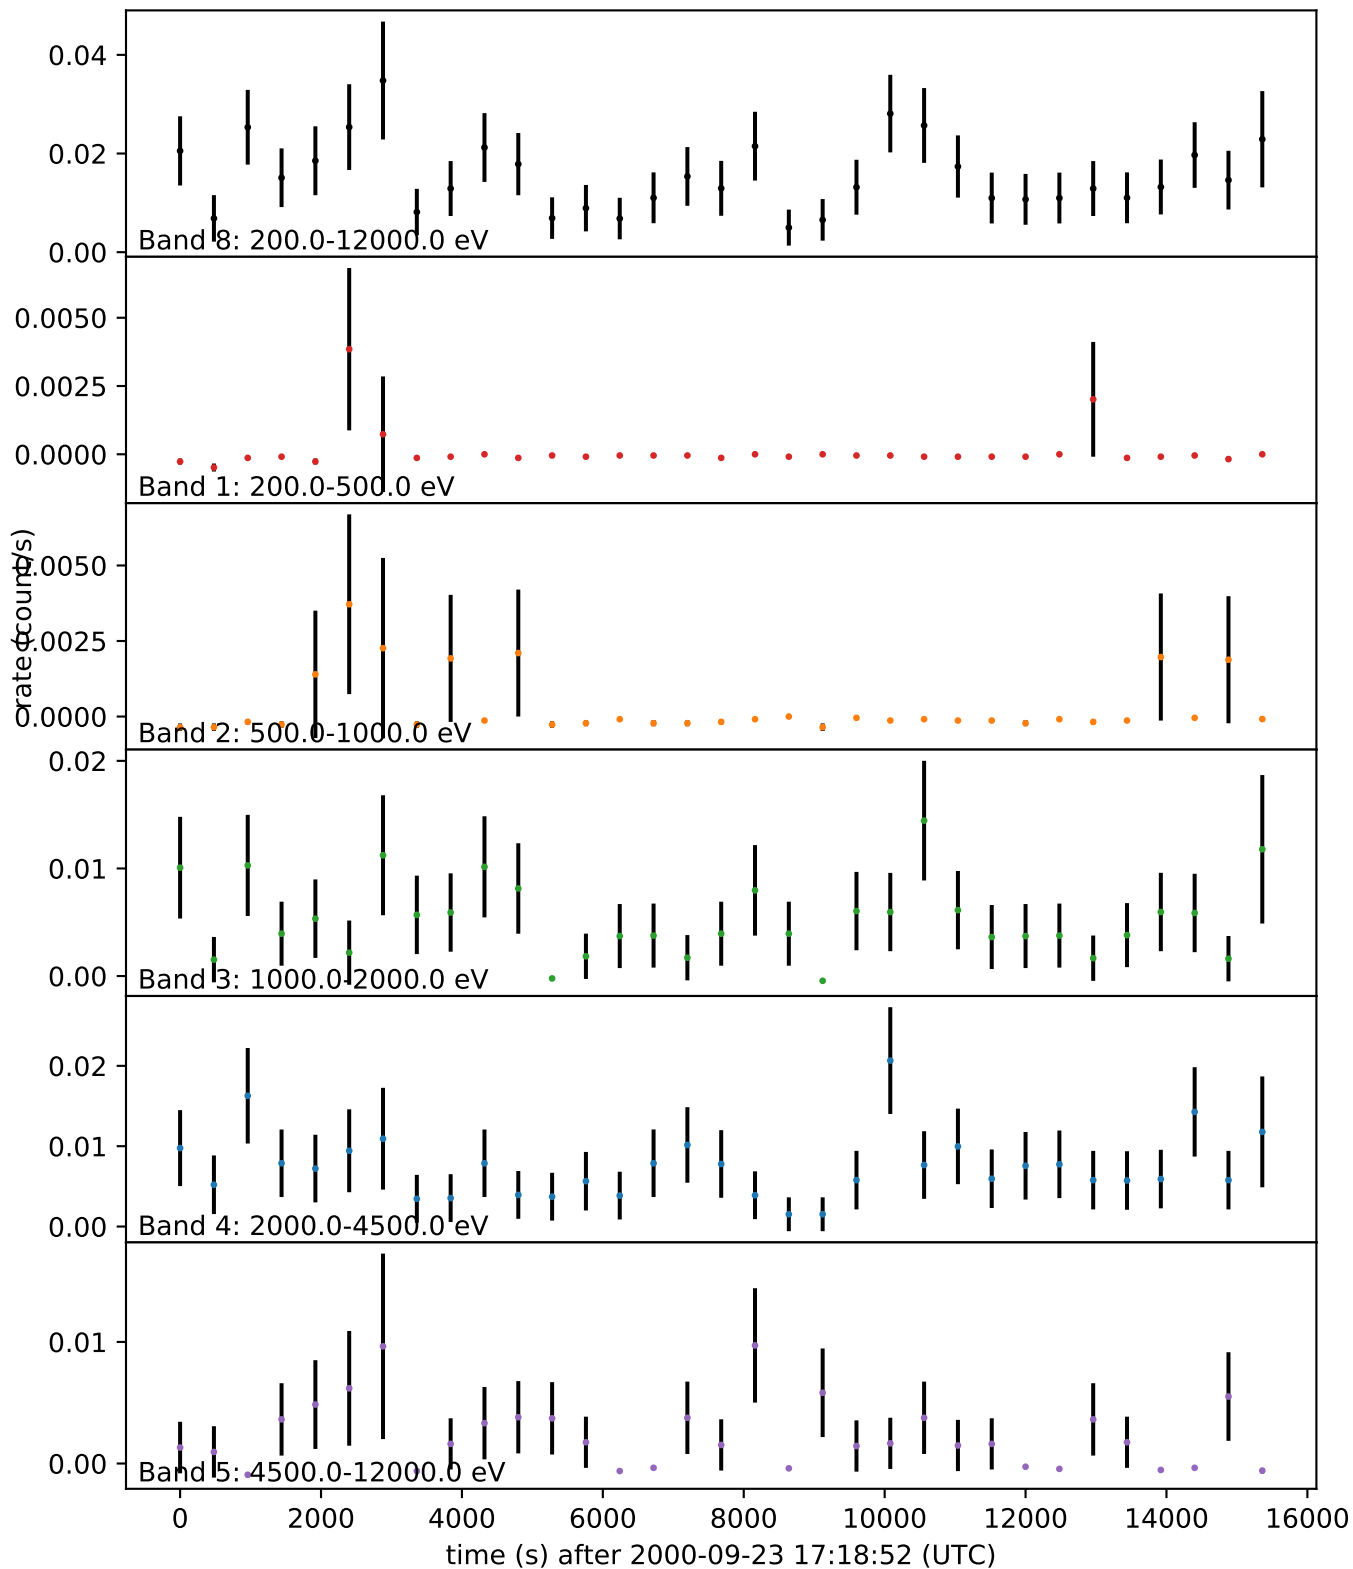 0.04
0.02
0.00
Band 8: 200.0-12000.0 eV
0.0050
0.0025
0.0000
Band 1: 200.0-500.0 eV
rate (count/s)
0.0050
0.0025
0.0000
Band 2: 500.0-1000.0 eV
0.02
0.01
0.00
Band 3: 1000.0-2000.0 eV
0.02
0.01
0.00
Band 4: 2000.0-4500.0 eV
0.01
0.00
Band 5: 4500.0-12000.0 eV
0 2000 4000 6000 8000 10000 12000 14000 16000
time (s) after 2000-09-23 17:18:52 (UTC)